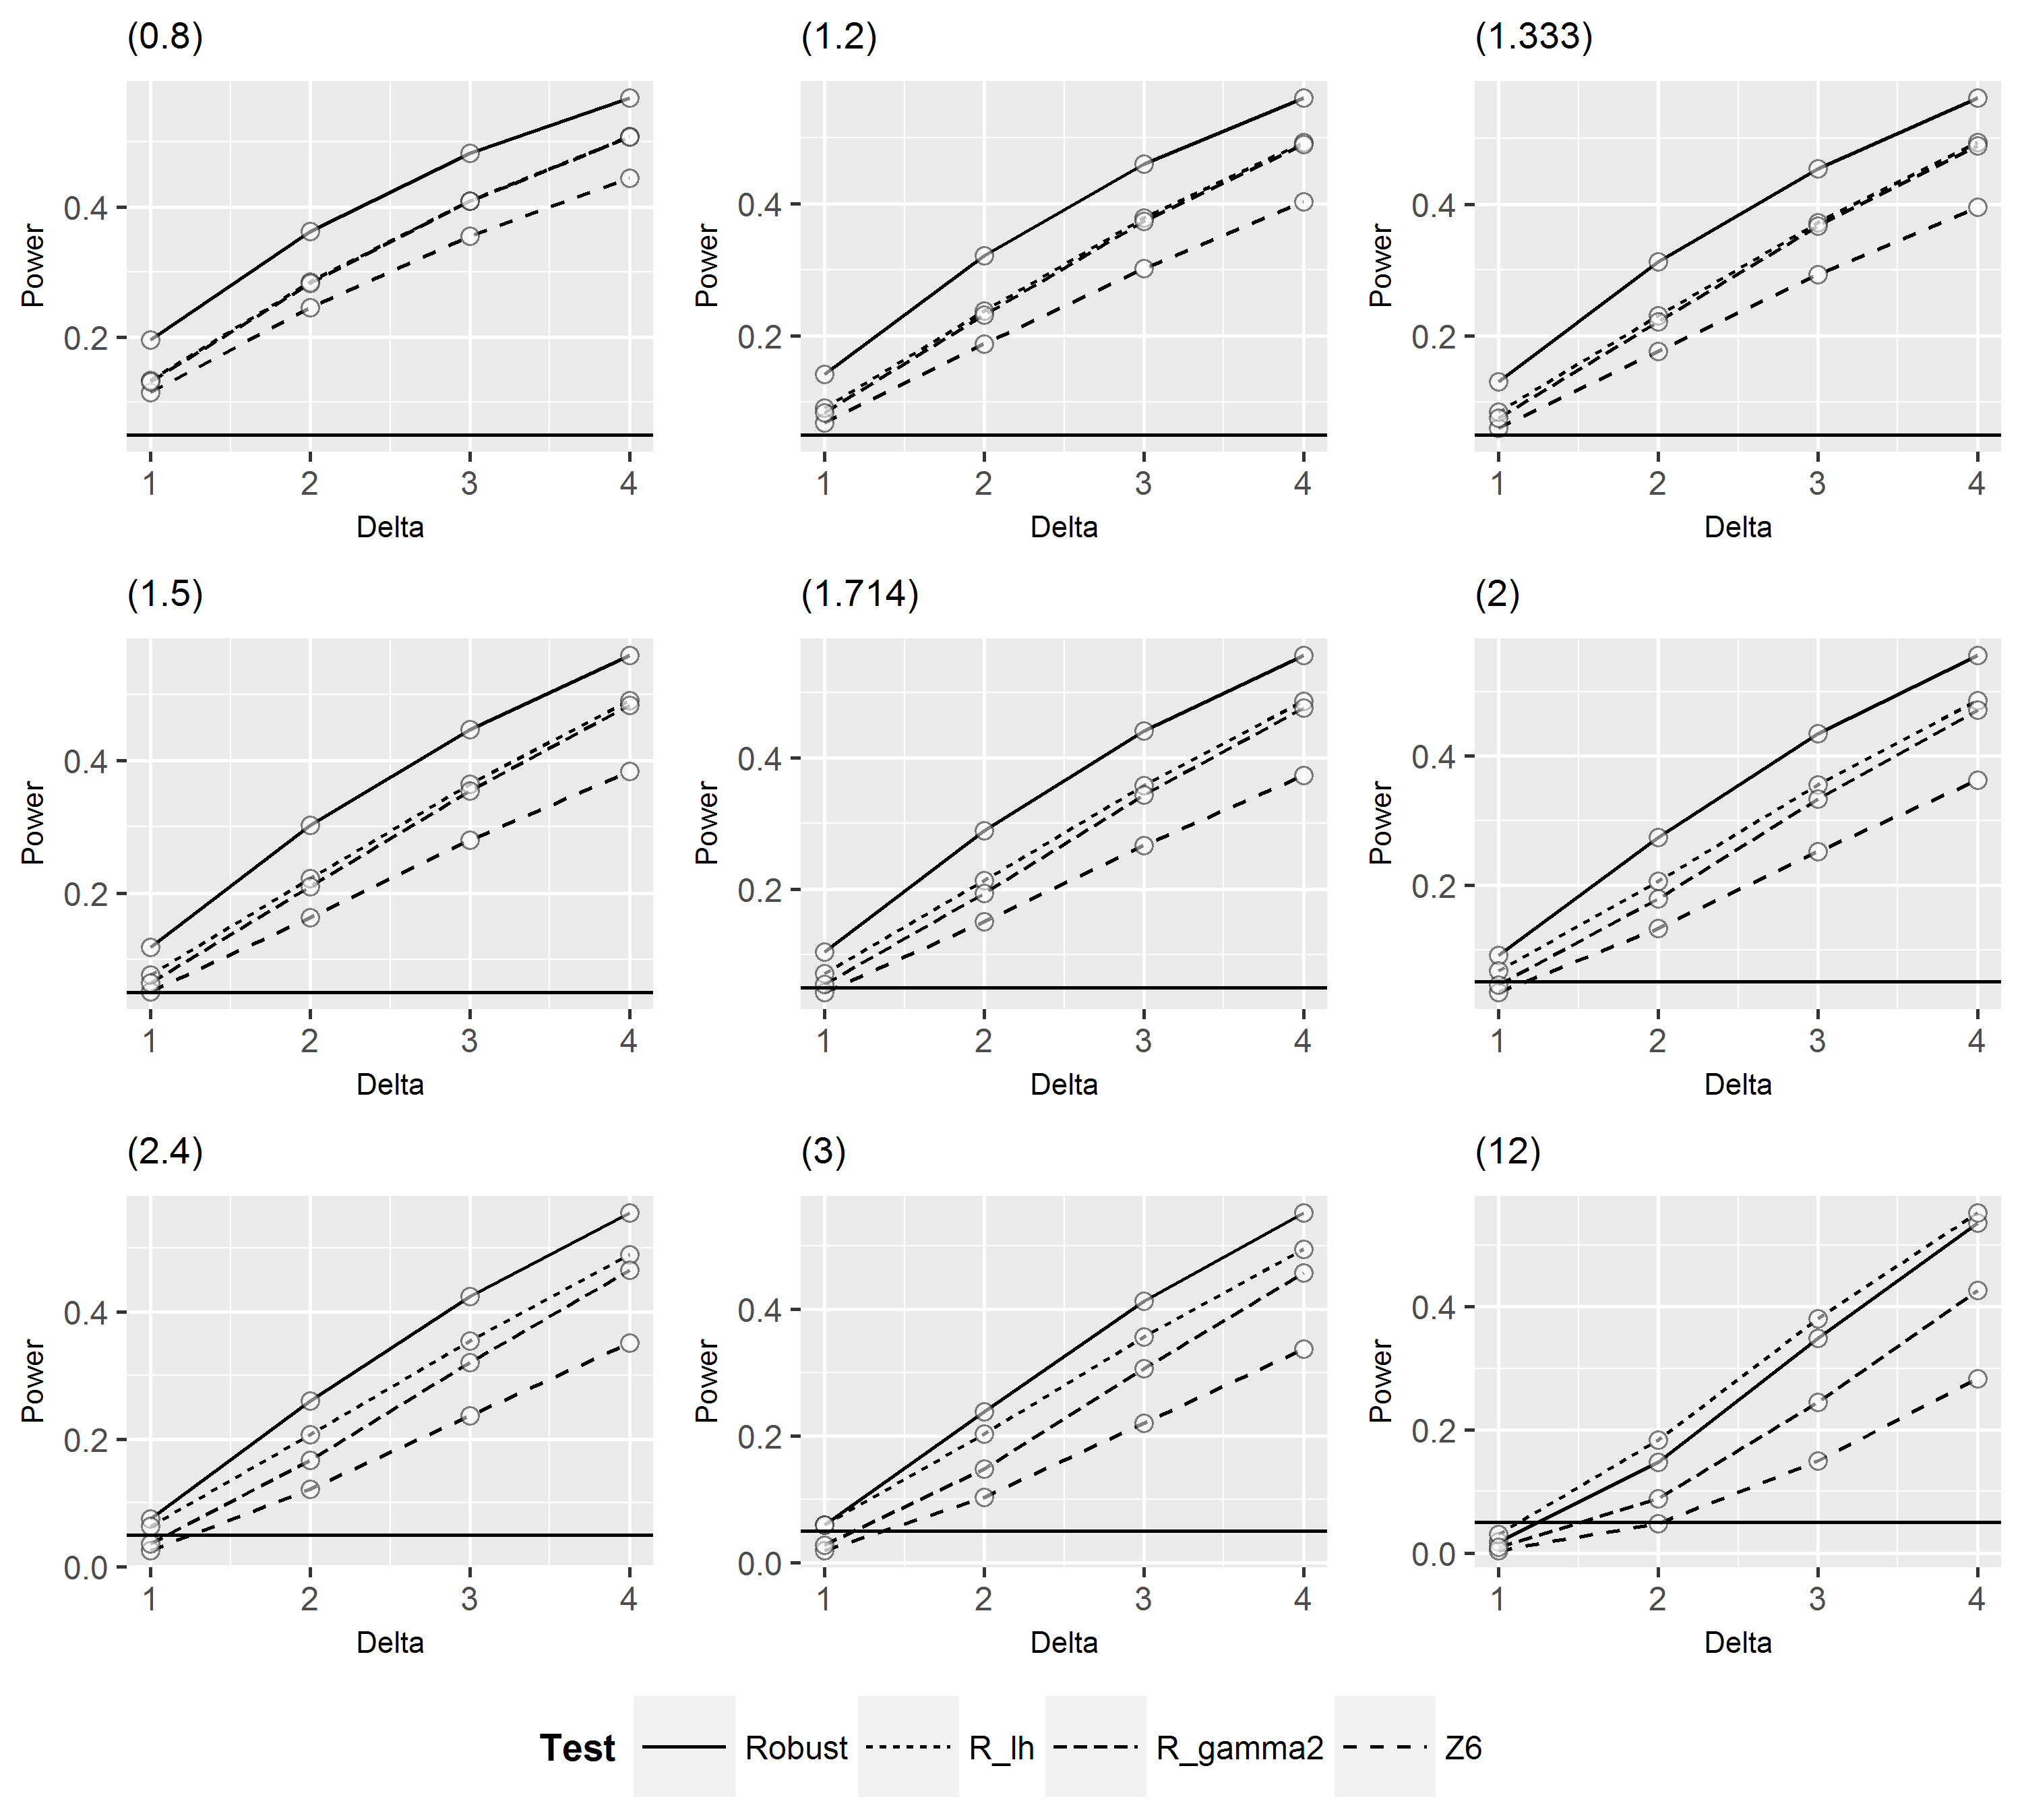 (0.8) (1.2) (1.333)
Power Power Power
0.4 0.4 0.4
0.2 0.2 0.2
1 2 3 4 1 2 3 4 1 2 3 4
Delta Delta Delta
(1.5) (1.714) (2)
Power Power Power
0.4 0.4 0.4
0.2 0.2 0.2
1 2 3 4 1 2 3 4 1 2 3 4
Delta Delta Delta
(2.4) (3) (12)
Power Power Power
0.4 0.4 0.4
0.2 0.2 0.2
0.0 0.0 0.0
1 2 3 4 1 2 3 4 1 2 3 4
Delta Delta Delta
Test Robust R_lh R_gamma2 Z6